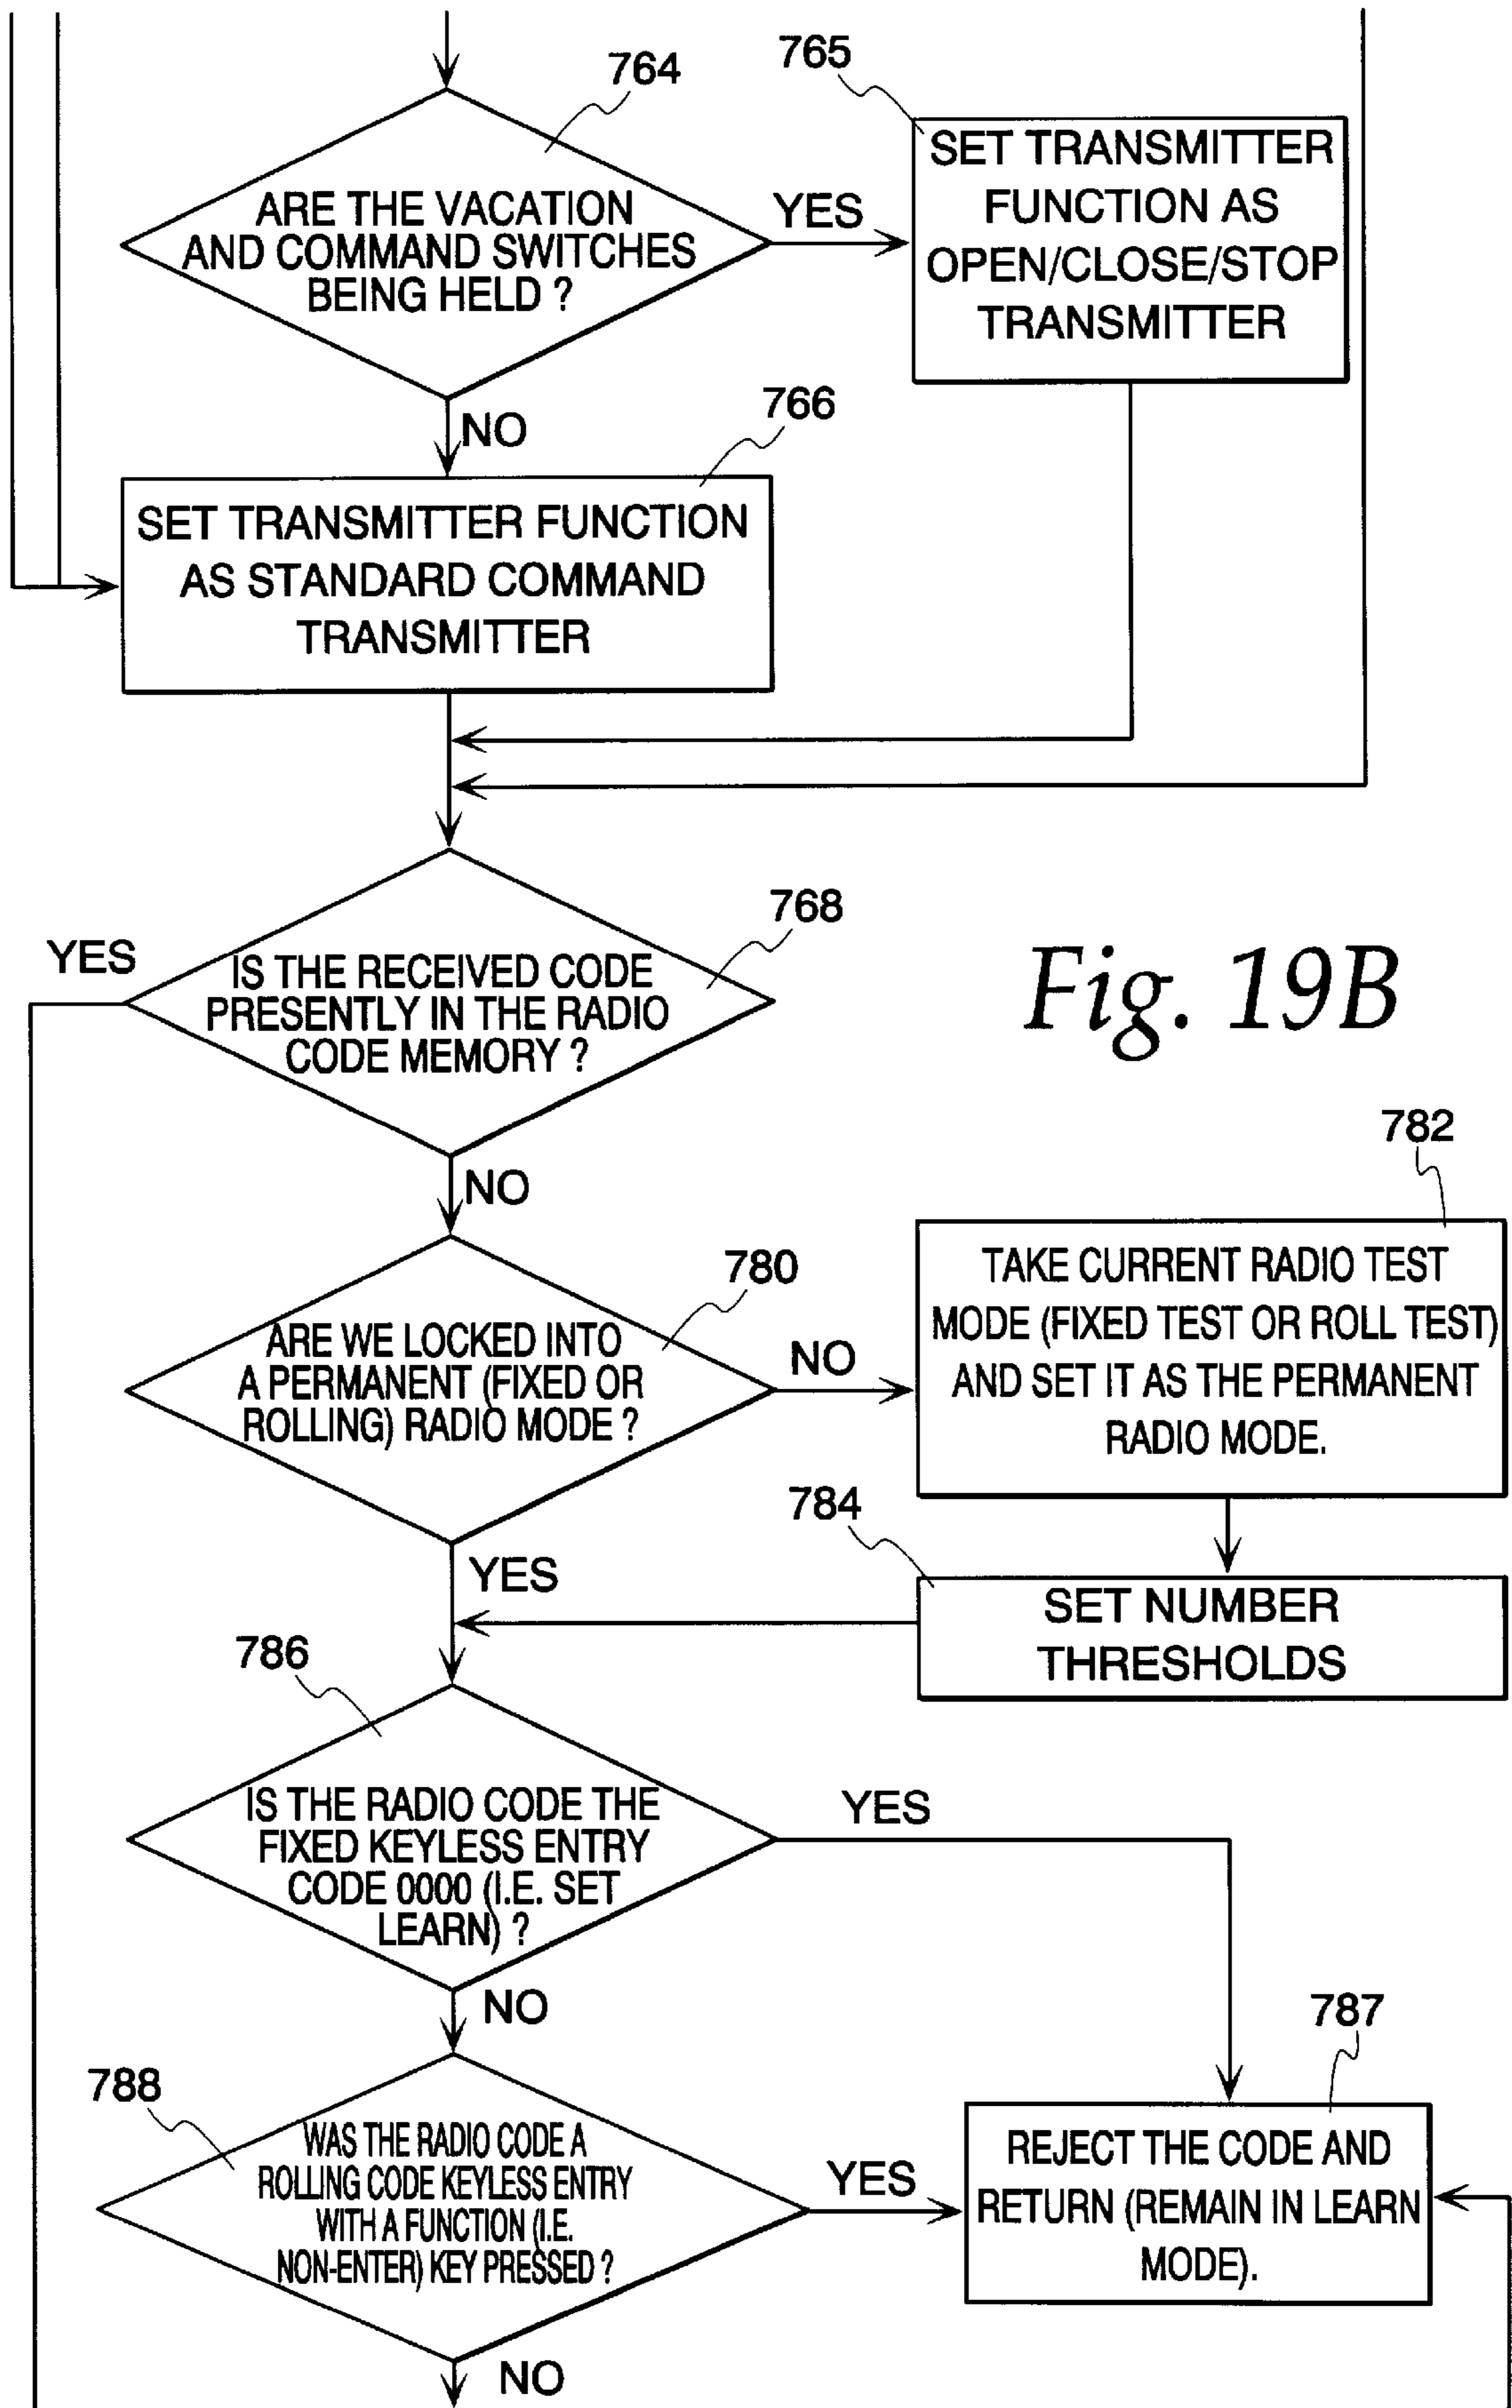 764
765
ARE THE VACATION
AND COMMAND SWITCHES
BEING HELD ?
YES
SET TRANSMITTER
FUNCTION AS
OPEN/CLOSE/STOP
TRANSMITTER
NO
766
SET TRANSMITTER FUNCTION
AS STANDARD COMMAND
TRANSMITTER
YES
768
IS THE RECEIVED CODE
PRESENTLY IN THE RADIO
CODE MEMORY ?
Fig. 19B
NO
780
ARE WE LOCKED INTO
A PERMANENT (FIXED OR
ROLLING) RADIO MODE ?
NO
782
TAKE CURRENT RADIO TEST
MODE (FIXED TEST OR ROLL TEST)
AND SET IT AS THE PERMANENT
RADIO MODE.
YES
784
SET NUMBER
THRESHOLDS
786
IS THE RADIO CODE THE
FIXED KEYLESS ENTRY
CODE 0000 (I.E. SET
LEARN) ?
YES
NO
788
WAS THE RADIO CODE A
ROLLING CODE KEYLESS ENTRY
WITH A FUNCTION (I.E.
NON-ENTER) KEY PRESSED ?
YES
787
REJECT THE CODE AND
RETURN (REMAIN IN LEARN
MODE).
NO